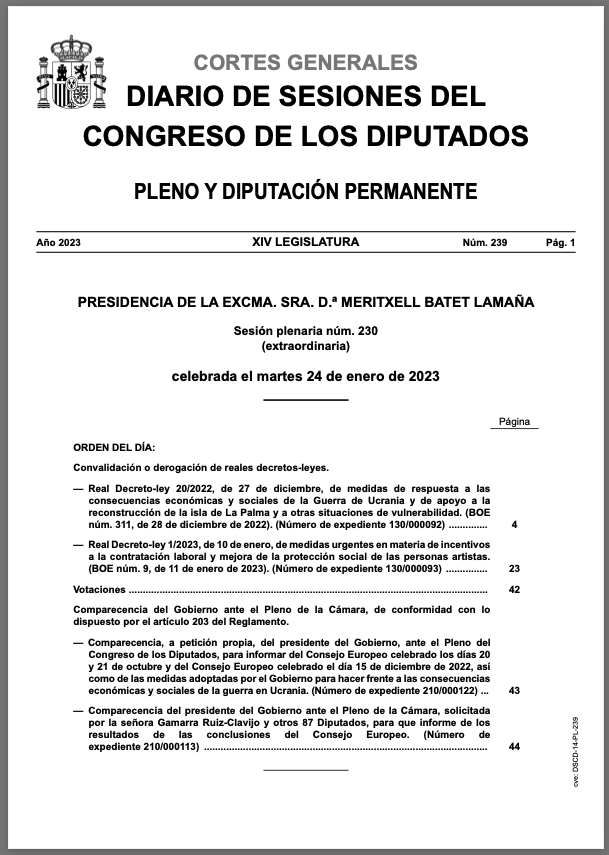 CORTES GENERALES
DIARIO DE SESIONES DEL
CONGRESO DE LOS DIPUTADOS
PLENO Y DIPUTACIÓN PERMANENTE
Año 2023 XIV LEGISLATURA Núm. 239 Pág. 1
PRESIDENCIA DE LA EXCMA. SRA. D.ª MERITXELL BATET LAMAÑA
Sesión plenaria núm. 230
(extraordinaria)
celebrada el martes 24 de enero de 2023
Página
ORDEN DEL DÍA:
Convalidación o derogación de reales decretos-leyes.
— Real Decreto-ley 20/2022, de 27 de diciembre, de medidas de respuesta a las
consecuencias económicas y sociales de la Guerra de Ucrania y de apoyo a la
reconstrucción de la isla de La Palma y a otras situaciones de vulnerabilidad. (BOE
núm. 311, de 28 de diciembre de 2022). (Número de expediente 130/000092) .............. 4
— Real Decreto-ley 1/2023, de 10 de enero, de medidas urgentes en materia de incentivos
a la contratación laboral y mejora de la protección social de las personas artistas.
(BOE núm. 9, de 11 de enero de 2023). (Número de expediente 130/000093) ............... 23
Votaciones ........................................................................................................................ 42
Comparecencia del Gobierno ante el Pleno de la Cámara, de conformidad con lo
dispuesto por el artículo 203 del Reglamento.
— Comparecencia, a petición propia, del presidente del Gobierno, ante el Pleno del
Congreso de los Diputados, para informar del Consejo Europeo celebrado los días 20
y 21 de octubre y del Consejo Europeo celebrado el día 15 de diciembre de 2022, así
como de las medidas adoptadas por el Gobierno para hacer frente a las consecuencias
económicas y sociales de la guerra en Ucrania. (Número de expediente 210/000122) ... 43
— Comparecencia del presidente del Gobierno ante el Pleno de la Cámara, solicitada
por la señora Gamarra Ruiz-Clavijo y otros 87 Diputados, para que informe de los
resultados de las conclusiones del Consejo Europeo. (Número de
expediente 210/000113) ................................................................................................ 44
cve: DSCD-14-PL-239